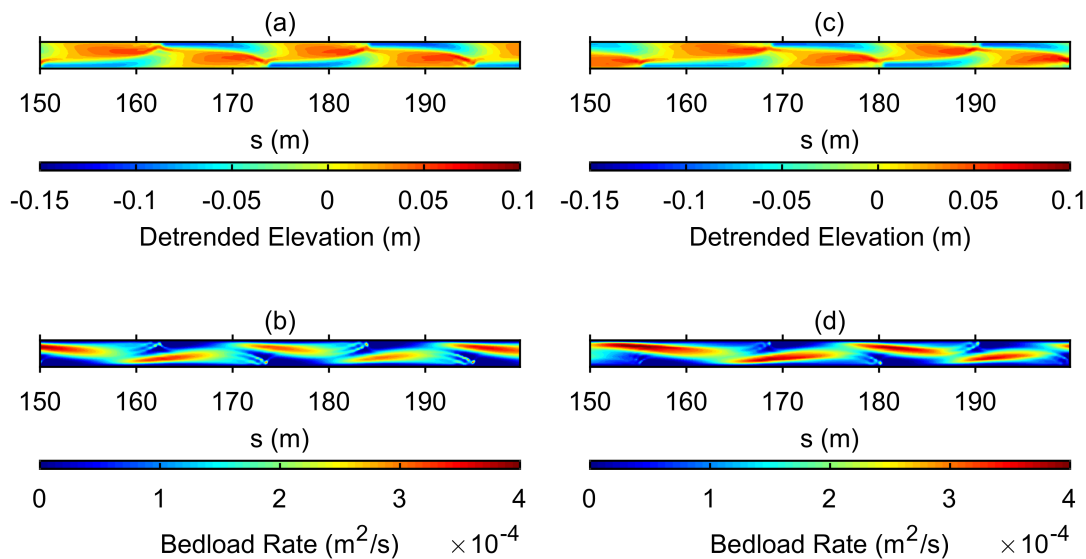 (a)
150 160 170 180 190
s (m)
-0.15 -0.1 -0.05 0 0.05 0.1
Detrended Elevation (m)
(c)
150 160 170 180 190
s (m)
-0.15 -0.1 -0.05 0 0.05 0.1
Detrended Elevation (m)
(b)
150 160 170 180 190
s (m)
0 1 2 3 4
Bedload Rate (m²/s) ×10⁻⁴
(d)
150 160 170 180 190
s (m)
0 1 2 3 4
Bedload Rate (m²/s) ×10⁻⁴